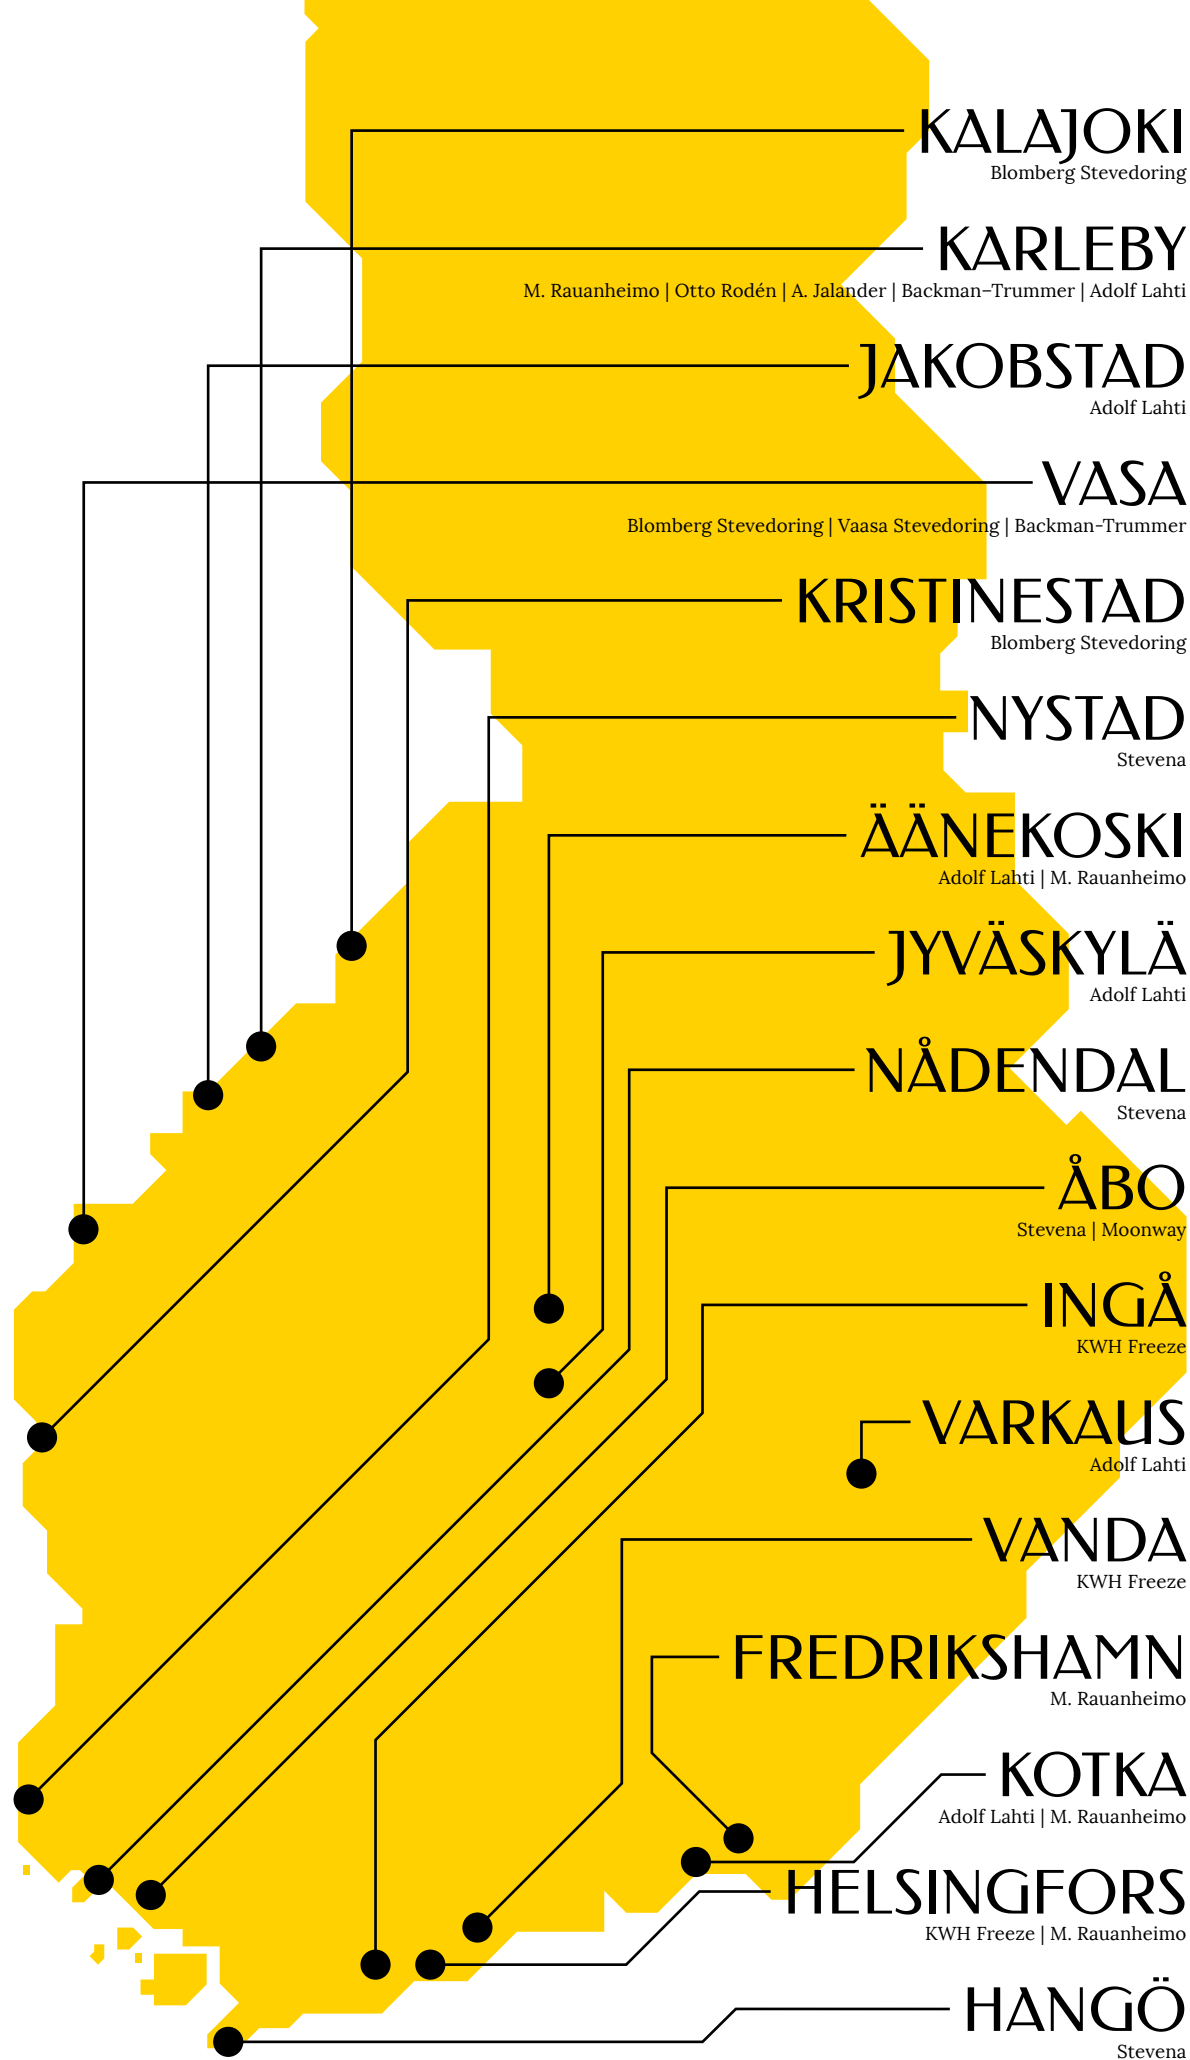 KALAJOKI
Blomberg Stevedoring
KARLEBY
M. Rauanheimo | Otto Rodén | A. Jalander | Backman–Trummer | Adolf Lahti
JAKOBSTAD
Adolf Lahti
VASA
Blomberg Stevedoring | Vaasa Stevedoring | Backman-Trummer
KRISTINESTAD
Blomberg Stevedoring
NYSTAD
Stevena
ÄÄNEKOSKI
Adolf Lahti | M. Rauanheimo
JYVÄSKYLÄ
Adolf Lahti
NÅDENDAL
Stevena
ÅBO
Stevena | Moonway
INGÅ
KWH Freeze
VARKAUS
Adolf Lahti
VANDA
KWH Freeze
FREDRIKSHAMN
M. Rauanheimo
KOTKA
Adolf Lahti | M. Rauanheimo
HELSINGFORS
KWH Freeze | M. Rauanheimo
HANGÖ
Stevena